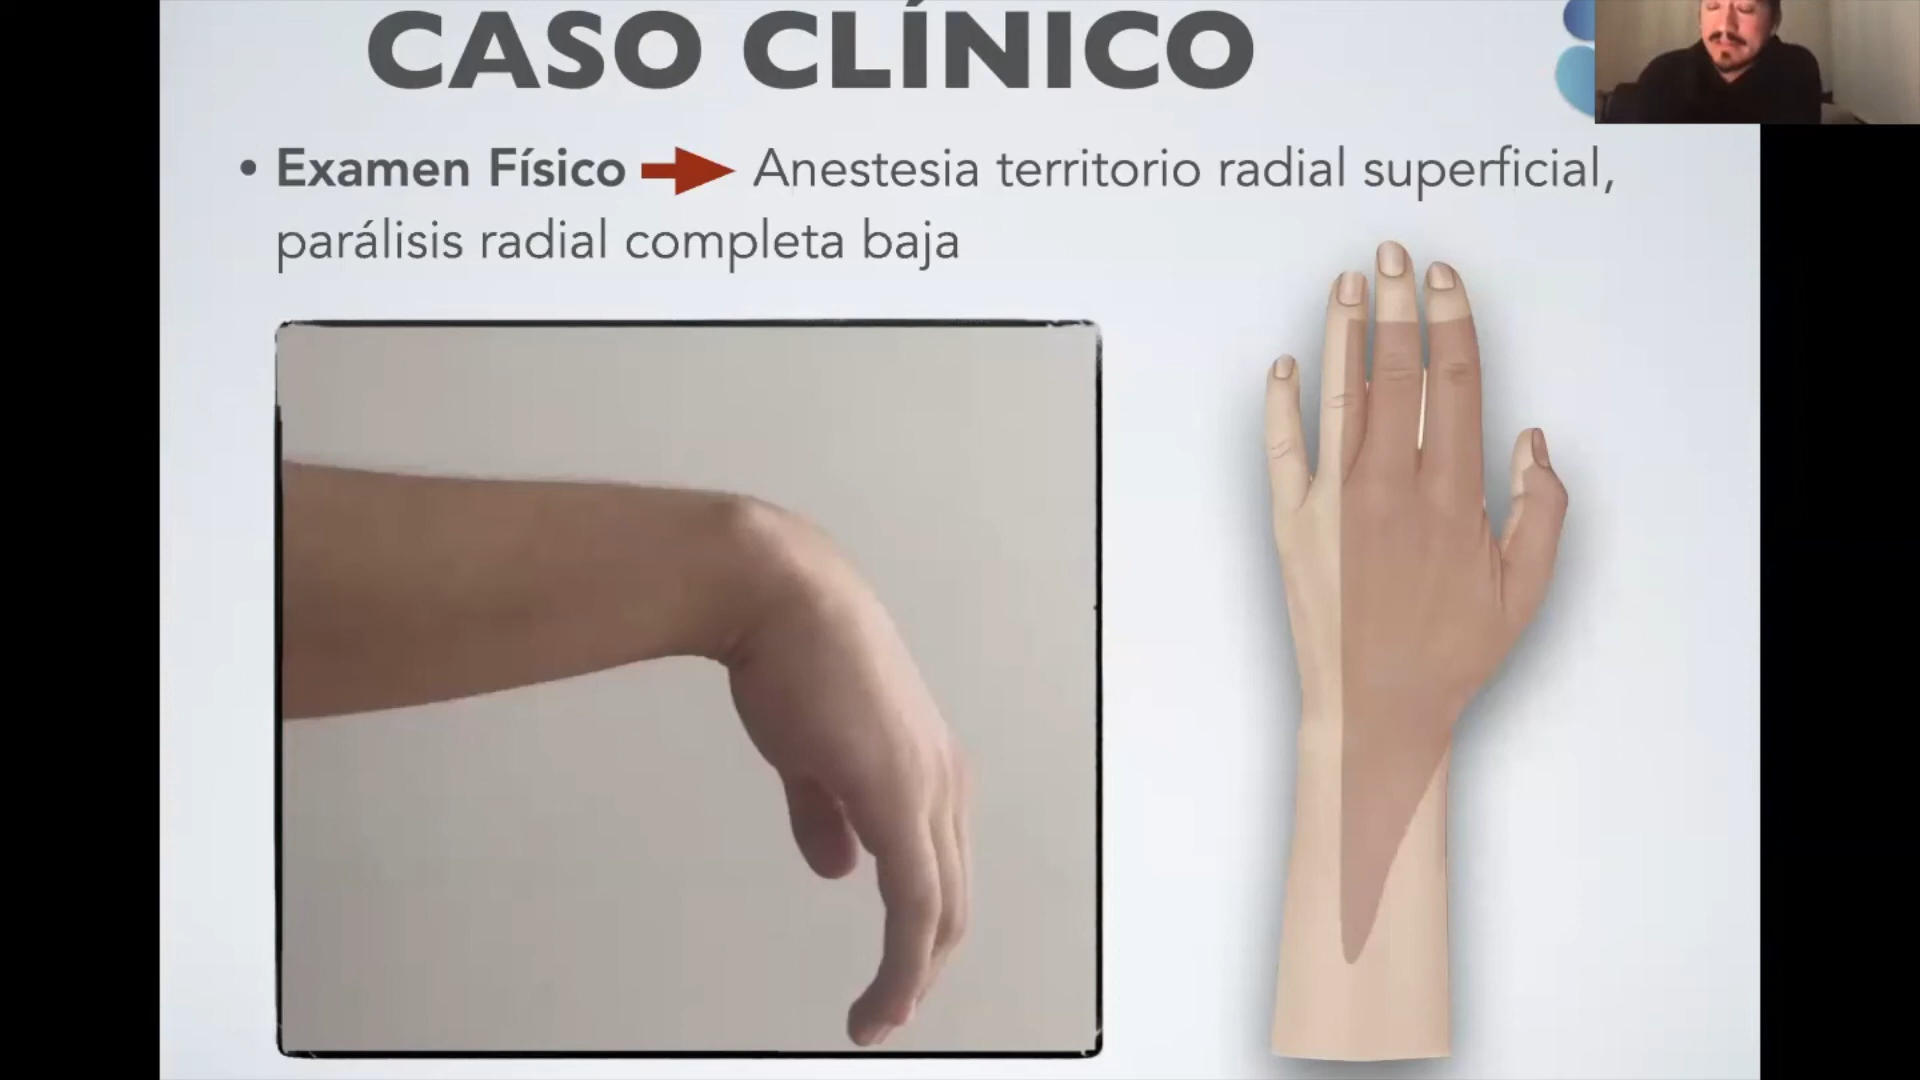 CASO CLÍNICO
• Examen Físico Anestesia territorio radial superficial,
parálisis radial completa baja